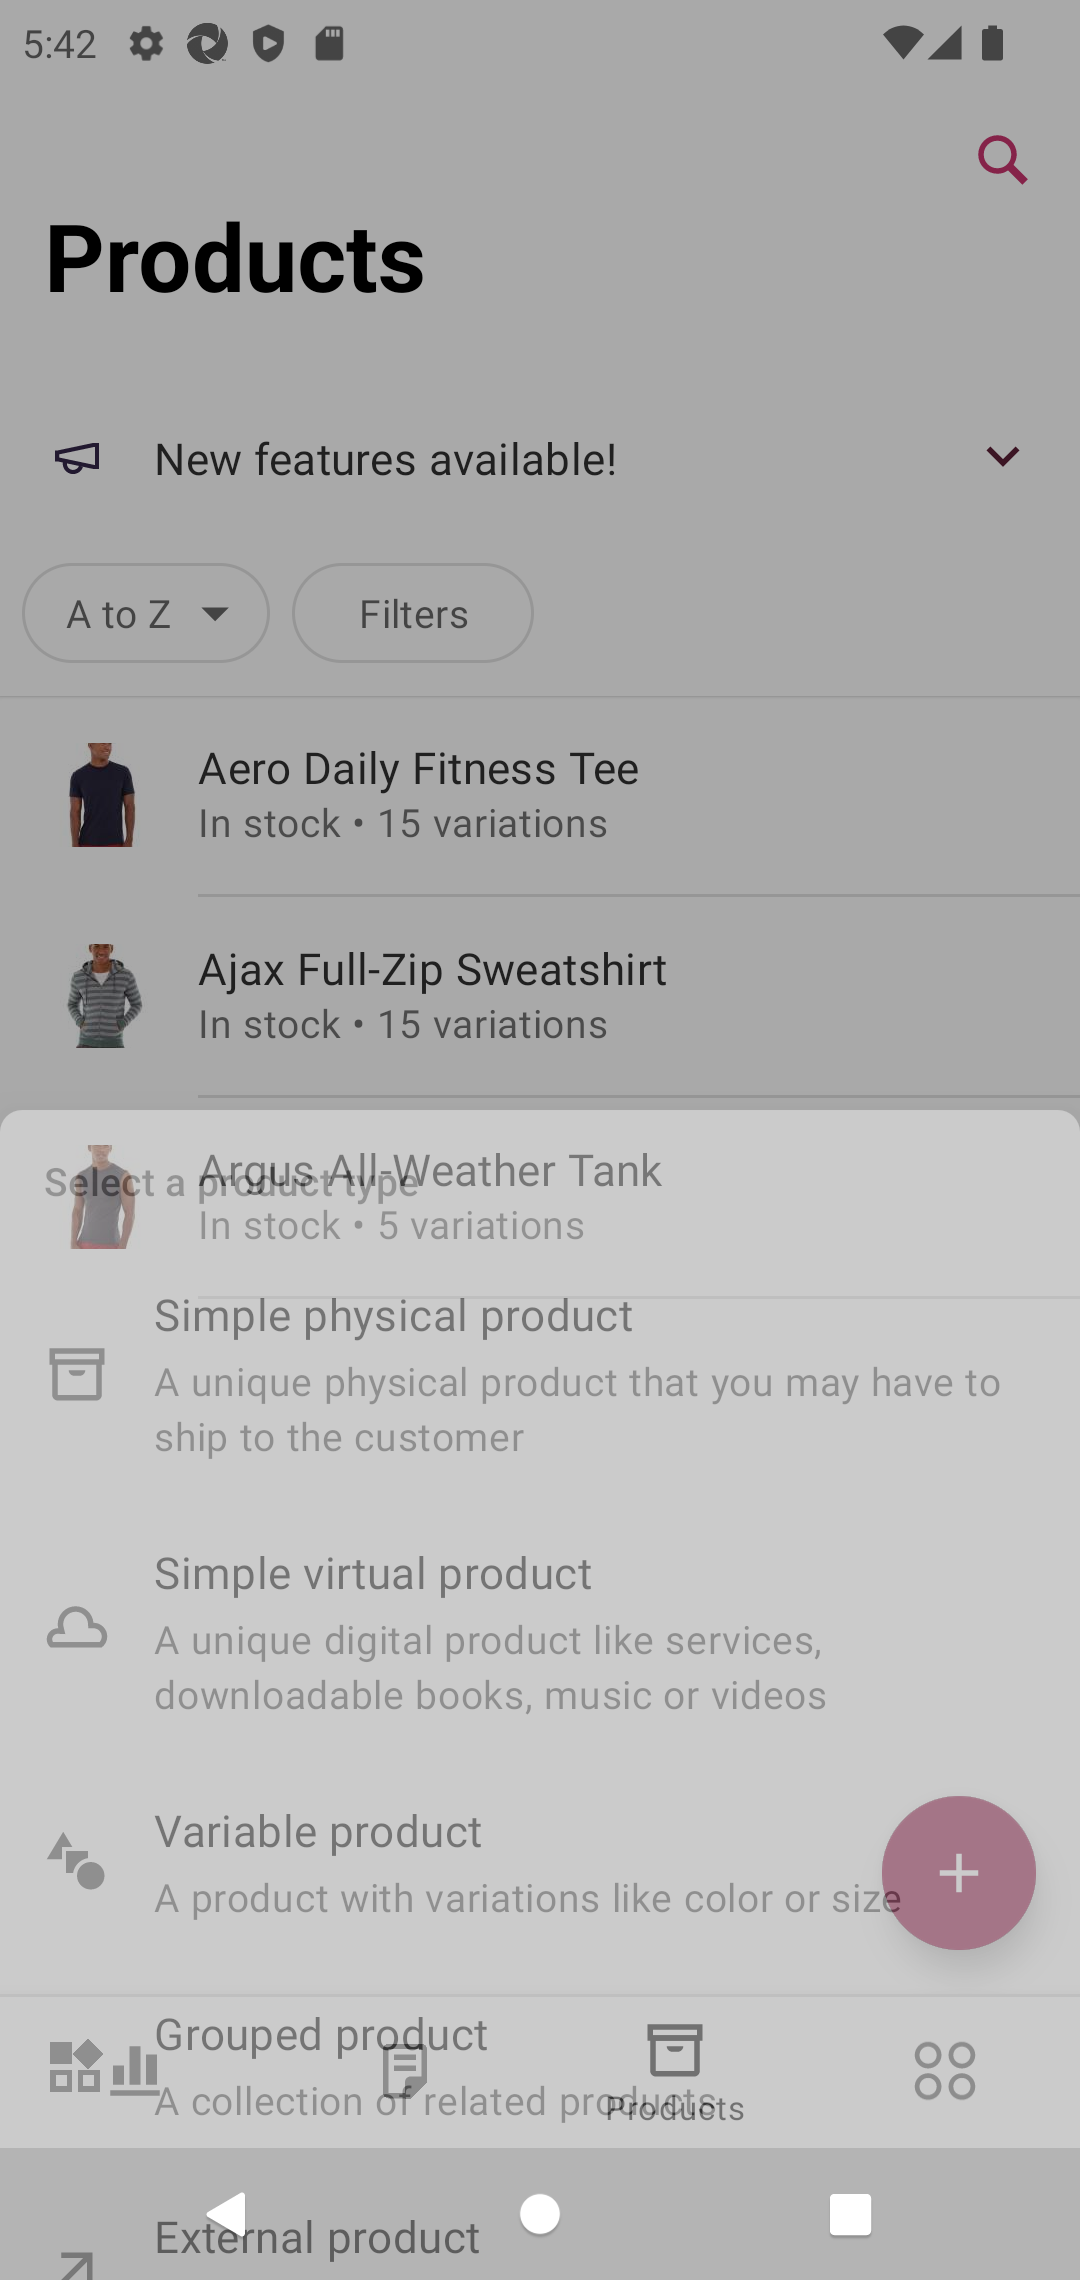 5:42
Products
New features available!
A to Z
Filters
Aero Daily Fitness Tee
In stock • 15 variations
Ajax Full-Zip Sweatshirt
In stock • 15 variations
Argus All-Weather Tank
Select a product type
In stock • 5 variations
Simple physical product
A unique physical product that you may have to
ship to the customer
Simple virtual product
A unique digital product like services,
downloadable books, music or videos
Variable product
A product with variations like color or size
Grouped product
A collection of related products
Products
External product